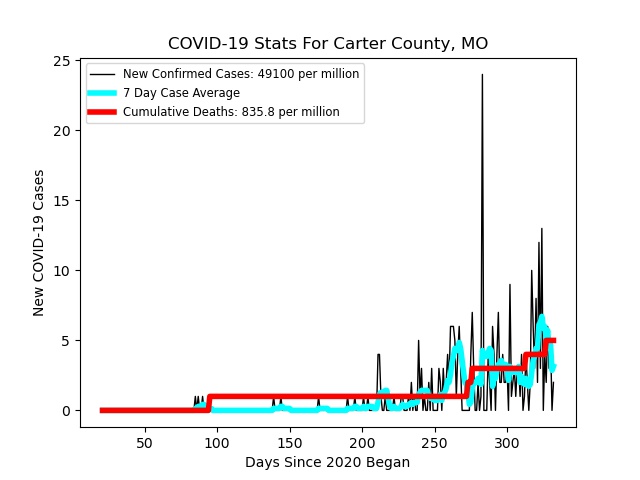 COVID-19 Stats For Carter County, MO
25
New Confirmed Cases: 49100 per million
7 Day Case Average
Cumulative Deaths: 835.8 per million
20
15
10
5
0
New COVID-19 Cases
50 100 150 200 250 300
Days Since 2020 Began